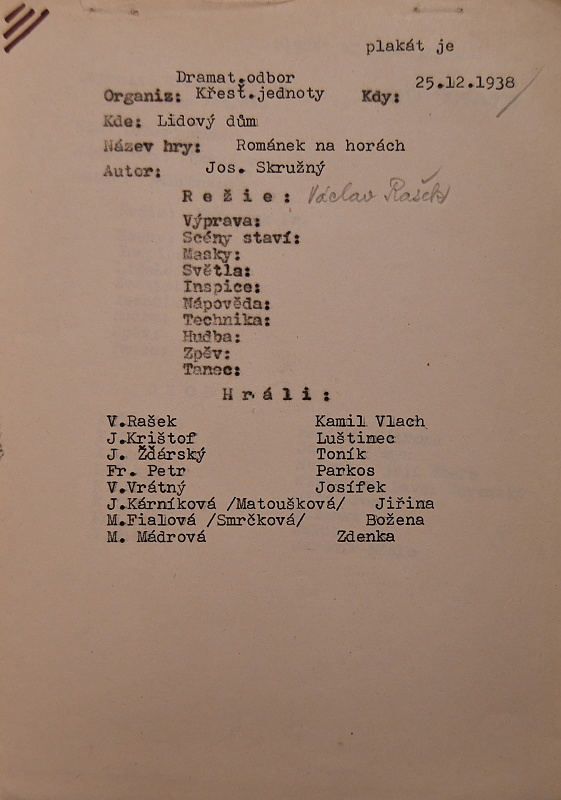 plakát je
Dramat.odbor
Organiz: Křesť.jednoty Kdy: 25.12.1938
Kde: Lidový dům
Název hry: Románek na horách
Autor: Jos. Skružný
Režie: Václav Rašek
Výprava:
Scény staví:
Masky:
Světla:
Inspice:
Nápověda:
Technika:
Hudba:
Zpěv:
Tanec:
Hráli:
V.Rašek Kamil Vlach
J.Krištof Luštinec
J. Žďárský Toník
Fr. Petr Parkos
V.Vrátný Josífek
J.Kárníková /Matoušková/ Jiřina
M.Fialová /Smrčková/ Božena
M. Mádrová Zdenka